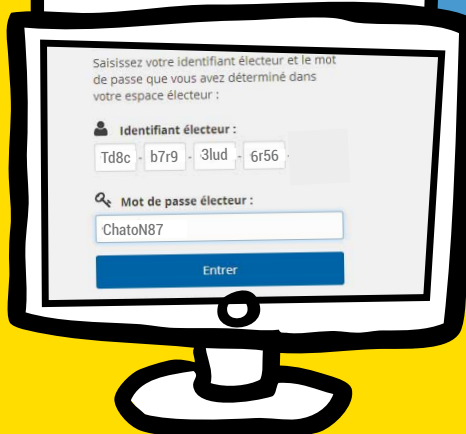 Saisissez votre identifiant électeur et le mot
de passe que vous avez déterminé dans
votre espace électeur :
Identifiant électeur :
Td8c - b7r9 - 3lud - 6r56 -
Mot de passe électeur :
ChatoN87
Entrer